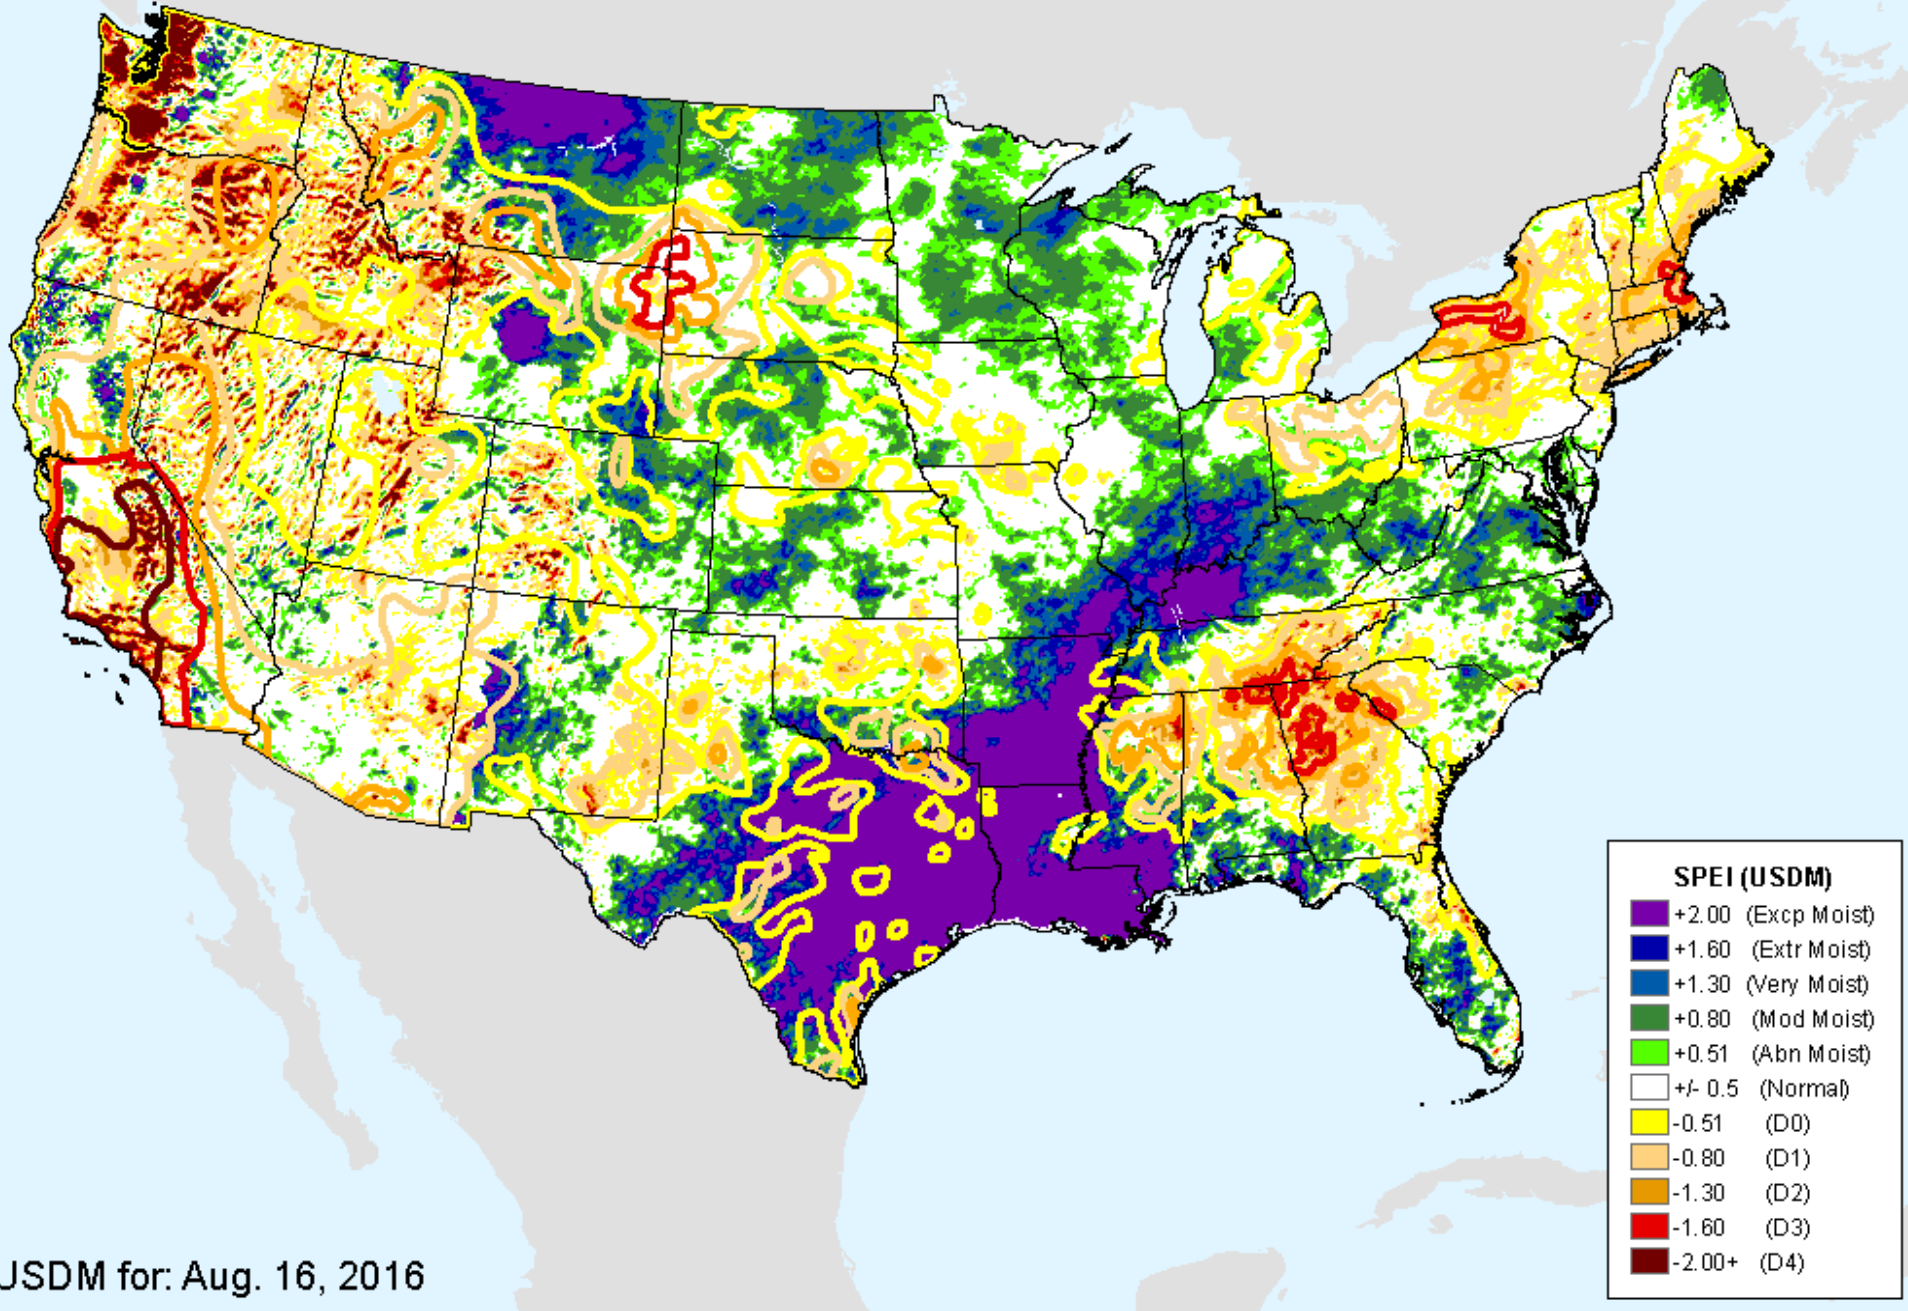 SPEI (USDM)
+2.00 (Excp Moist)
+1.60 (Extr Moist)
+1.30 (Very Moist)
+0.80 (Mod Moist)
+0.51 (Abn Moist)
+/- 0.5 (Normal)
-0.51 (D0)
-0.80 (D1)
-1.30 (D2)
-1.60 (D3)
-2.00+ (D4)
USDM for: Aug. 16, 2016